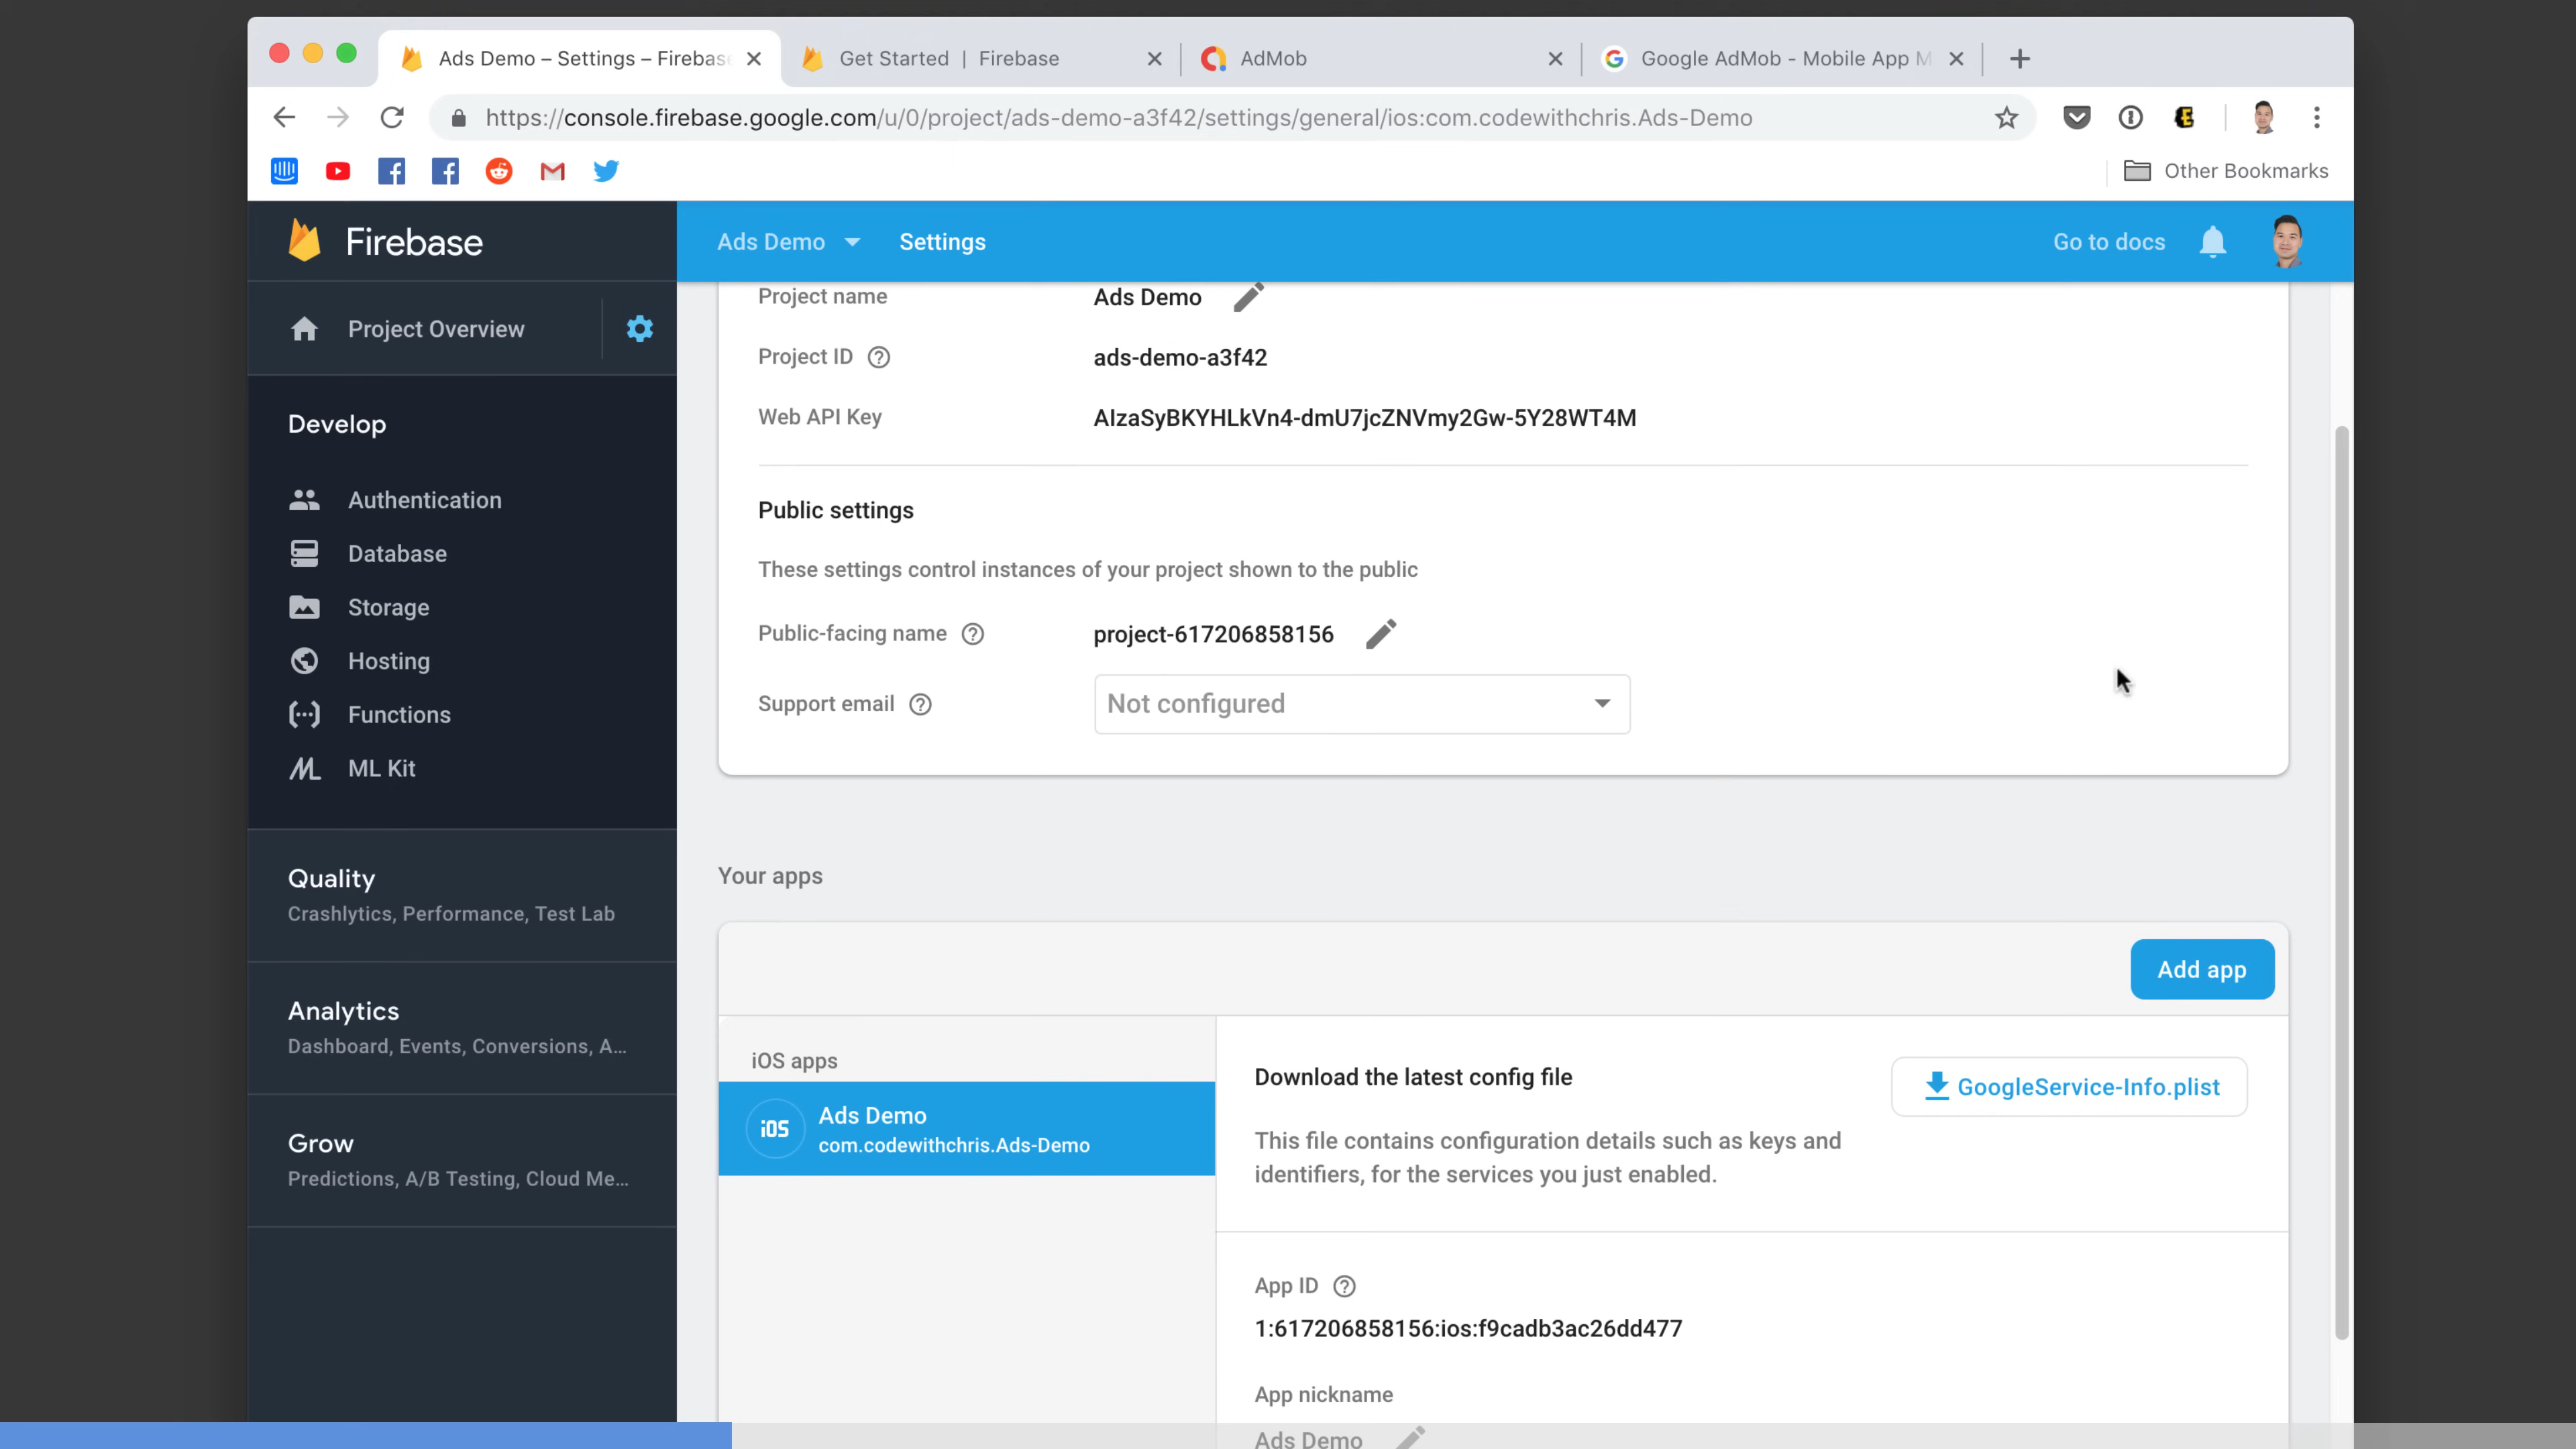 Ads Demo – Settings – Firebase
Get Started | Firebase
AdMob
Google AdMob - Mobile App M
https://console.firebase.google.com/u/0/project/ads-demo-a3f42/settings/general/ios:com.codewithchris.Ads-Demo
Other Bookmarks
Firebase
Ads Demo
Settings
Go to docs
Project Overview
Develop
Authentication
Database
Storage
Hosting
Functions
ML Kit
Quality
Crashlytics, Performance, Test Lab
Analytics
Dashboard, Events, Conversions, A...
Grow
Predictions, A/B Testing, Cloud Me...
Project name
Ads Demo
Project ID
ads-demo-a3f42
Web API Key
AIzaSyBKYHLkVn4-dmU7jcZNVmy2Gw-5Y28WT4M
Public settings
These settings control instances of your project shown to the public
Public-facing name
project-617206858156
Support email
Not configured
Your apps
Add app
iOS apps
iOS
Ads Demo
com.codewithchris.Ads-Demo
Download the latest config file
GoogleService-Info.plist
This file contains configuration details such as keys and
identifiers, for the services you just enabled.
App ID
1:617206858156:ios:f9cadb3ac26dd477
App nickname
Ads Demo